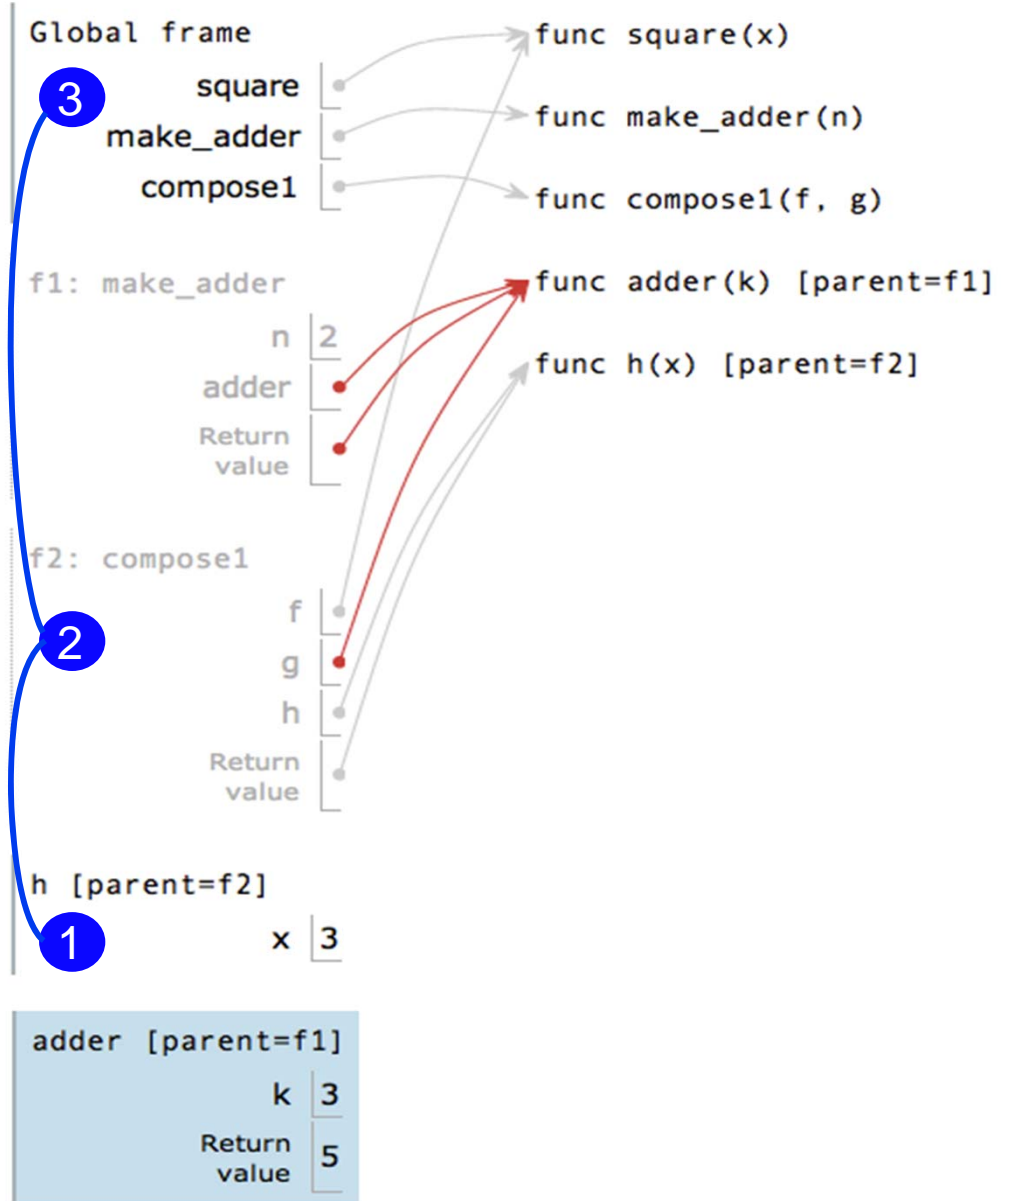 Global frame
func square(x)
square
3
func make_adder(n)
make_adder
compose1
func compose1(f, g)
f1: make_adder
func adder(k) [parent=f1]
n 2
func h(x) [parent=f2]
adder
Return
value
f2: compose1
f
2
g
h
Return
value
h [parent=f2]
1
x 3
adder [parent=f1]
k 3
Return
value
5